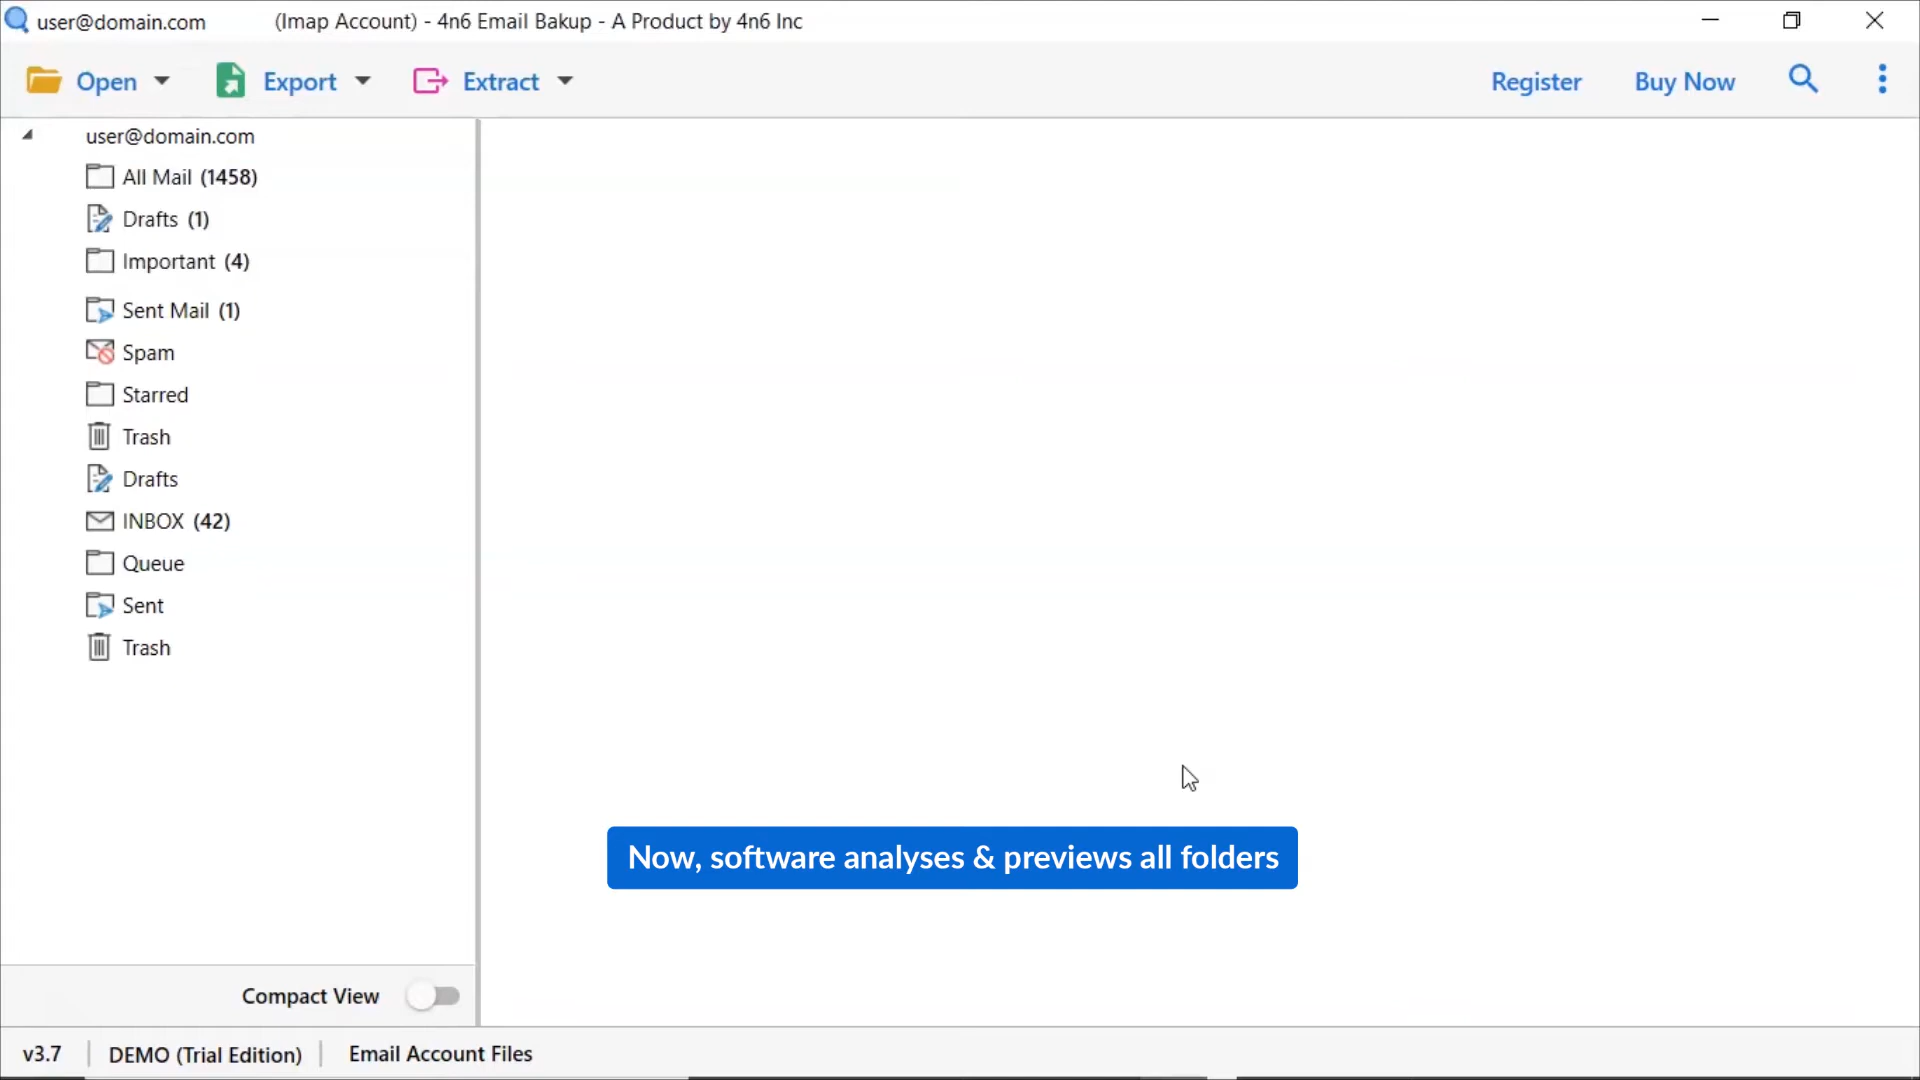 user@domain.com (Imap Account) - 4n6 Email Bakup - A Product by 4n6 Inc
Open Export Extract Register Buy Now
user@domain.com
All Mail (1458)
Drafts (1)
Important (4)
Sent Mail (1)
Spam
Starred
Trash
Drafts
INBOX (42)
Queue
Sent
Trash
Now, software analyses & previews all folders
Compact View
v3.7 DEMO (Trial Edition) Email Account Files